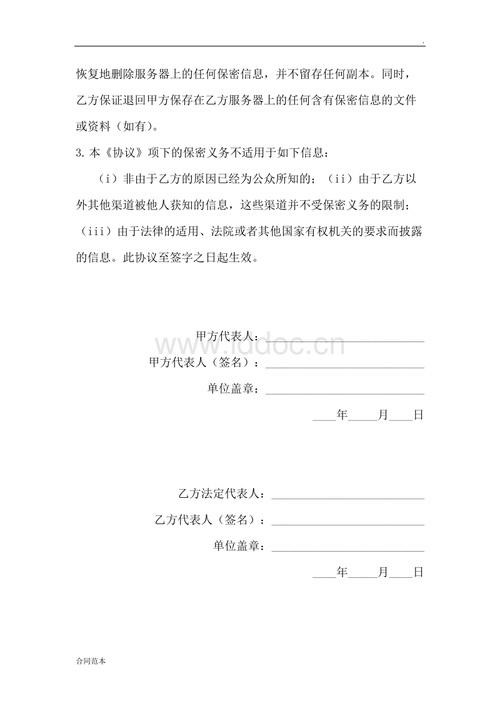 恢复地删除服务器上的任何保密信息，并不留存任何副本。同时，
乙方保证退回甲方保存在乙方服务器上的任何含有保密信息的文件
或资料（如有）。
3. 本《协议》项下的保密义务不适用于如下信息：
（i）非由于乙方的原因已经为公众所知的；（ii）由于乙方以
外其他渠道被他人获知的信息，这些渠道并不受保密义务的限制；
（iii）由于法律的适用、法院或者其他国家有权机关的要求而披露
的信息。此协议至签字之日起生效。
甲方代表人：
甲方代表人（签名）：
单位盖章：
____年_____月____日
乙方法定代表人：
乙方代表人（签名）：
单位盖章：
____年_____月____日
合同范本